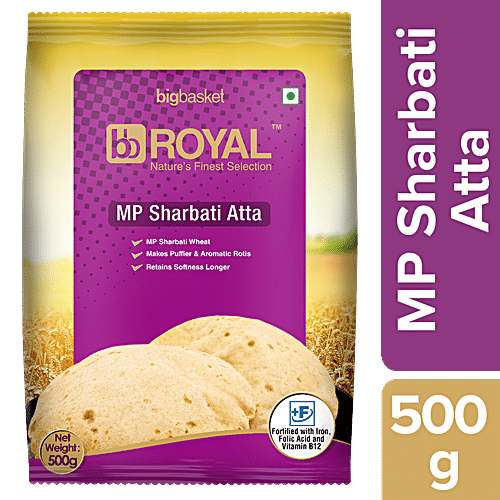 bigbasket
bb ROYAL™
Nature's Finest Selection
MP Sharbati Atta
MP Sharbati Wheat
Makes Puffier & Aromatic Rotis
Retains Softness Longer
Net
Weight:
500g
+F
Fortified with Iron,
Folic Acid and
Vitamin B12
MP Sharbati
Atta
500
g